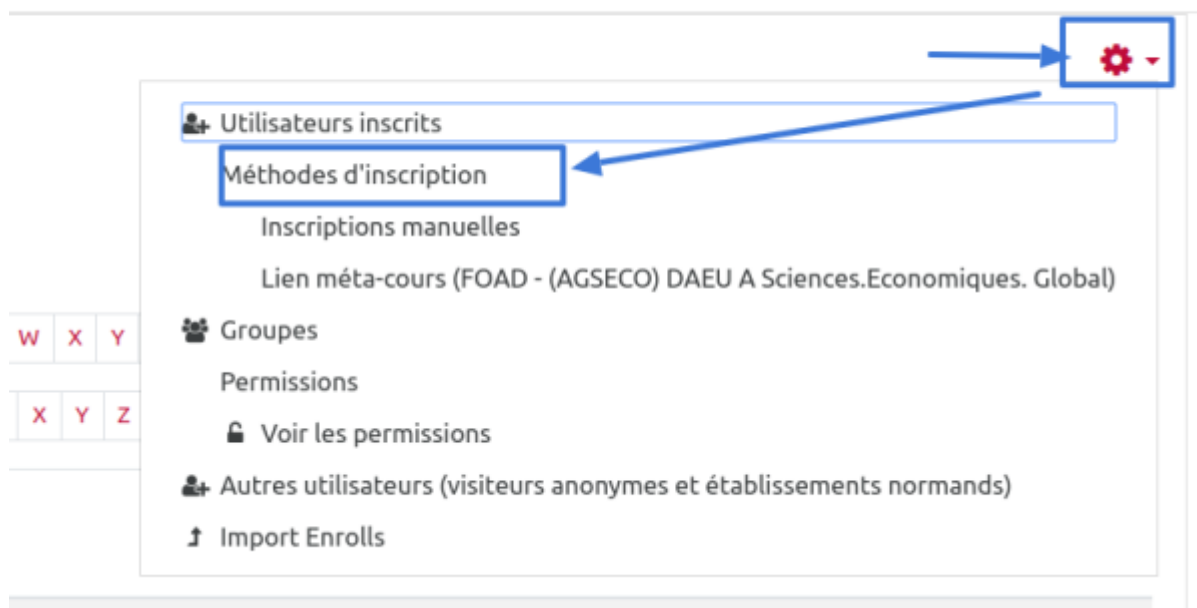 Utilisateurs inscrits
Méthodes d'inscription
Inscriptions manuelles
Lien méta-cours (FOAD - (AGSECO) DAEU A Sciences.Economiques. Global)
W X Y
Groupes
Permissions
X Y Z
Voir les permissions
Autres utilisateurs (visiteurs anonymes et établissements normands)
Import Enrolls